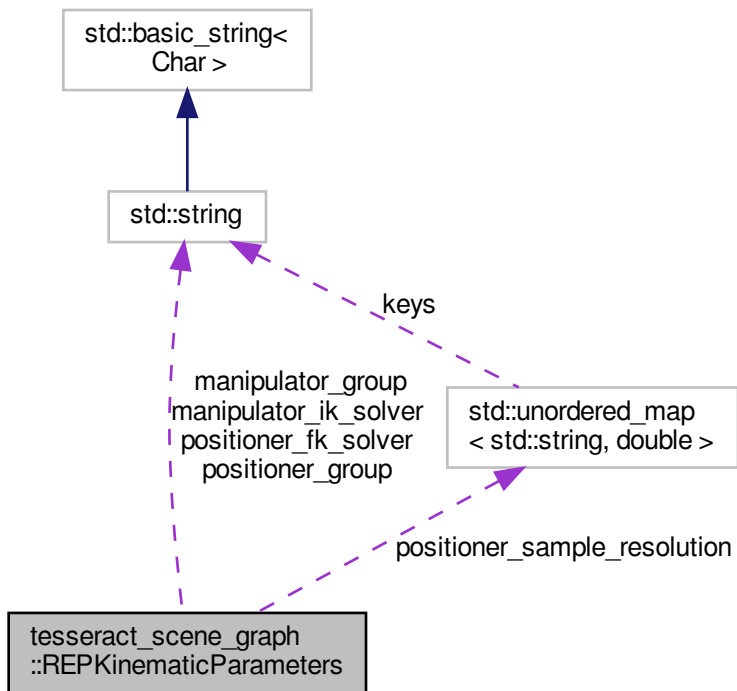 std::basic_string<
Char >
std::string
keys
manipulator_group
manipulator_ik_solver
positioner_fk_solver
positioner_group
std::unordered_map
< std::string, double >
positioner_sample_resolution
tesseract_scene_graph
::REPKinematicParameters